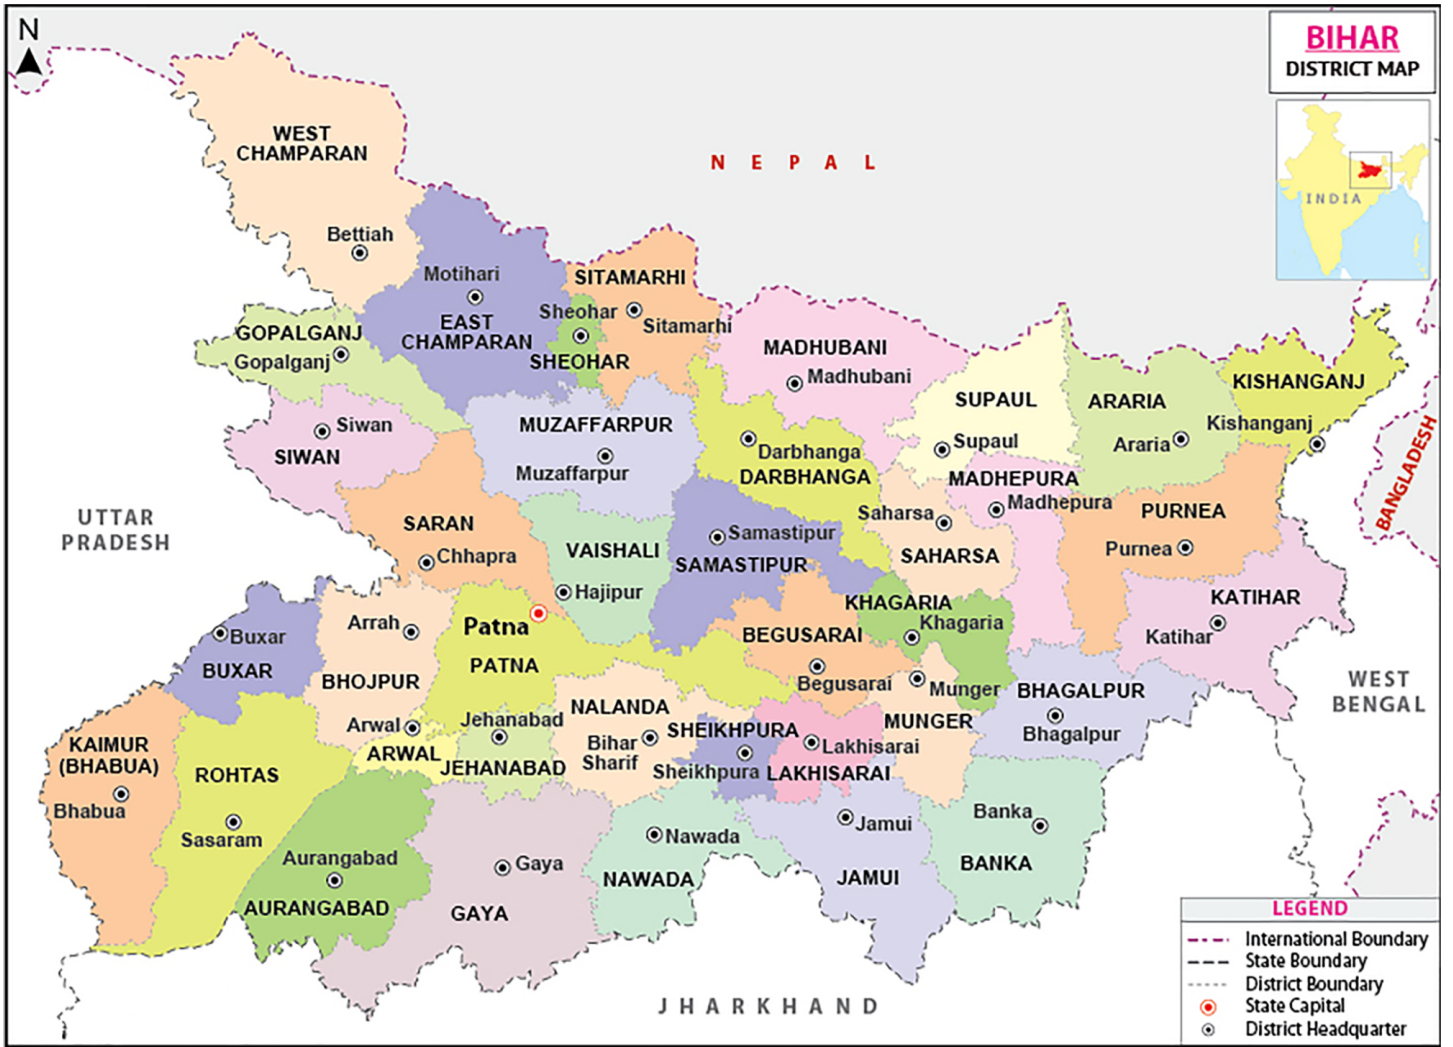 N
BIHAR
DISTRICT MAP
INDIA
NEPAL
WEST
CHAMPARAN
Bettiah
Motihari
EAST
CHAMPARAN
SITAMARHI
Sheohar
Sitamarhi
SHEOHAR
GOPALGANJ
Gopalganj
MADHUBANI
Madhubani
SUPAUL
Supaul
ARARIA
Araria
KISHANGANJ
Kishanganj
BANGLADESH
Siwan
SIWAN
MUZAFFARPUR
Muzaffarpur
Darbhanga
DARBHANGA
MADHEPURA
Madhepura
Saharsa
SAHARSA
PURNEA
Purnea
UTTAR
PRADESH
SARAN
Chhapra
VAISHALI
Hajipur
Samastipur
SAMASTIPUR
KATIHAR
Katihar
KHAGARIA
Khagaria
Buxar
BUXAR
Arrah
BHOJPUR
Patna
PATNA
BEGUSARAI
Begusarai
Munger
MUNGER
BHAGALPUR
Bhagalpur
WEST
BENGAL
KAIMUR
(BHABUA)
Bhabua
ROHTAS
Sasaram
Arwal
ARWAL
Jehanabad
JEHANABAD
NALANDA
Bihar
Sharif
SHEIKHPURA
Sheikhpura
Lakhisarai
LAKHISARAI
Aurangabad
AURANGABAD
Gaya
GAYA
Nawada
NAWADA
Jamui
JAMUI
Banka
BANKA
JHARKHAND
LEGEND
International Boundary
State Boundary
District Boundary
State Capital
District Headquarter